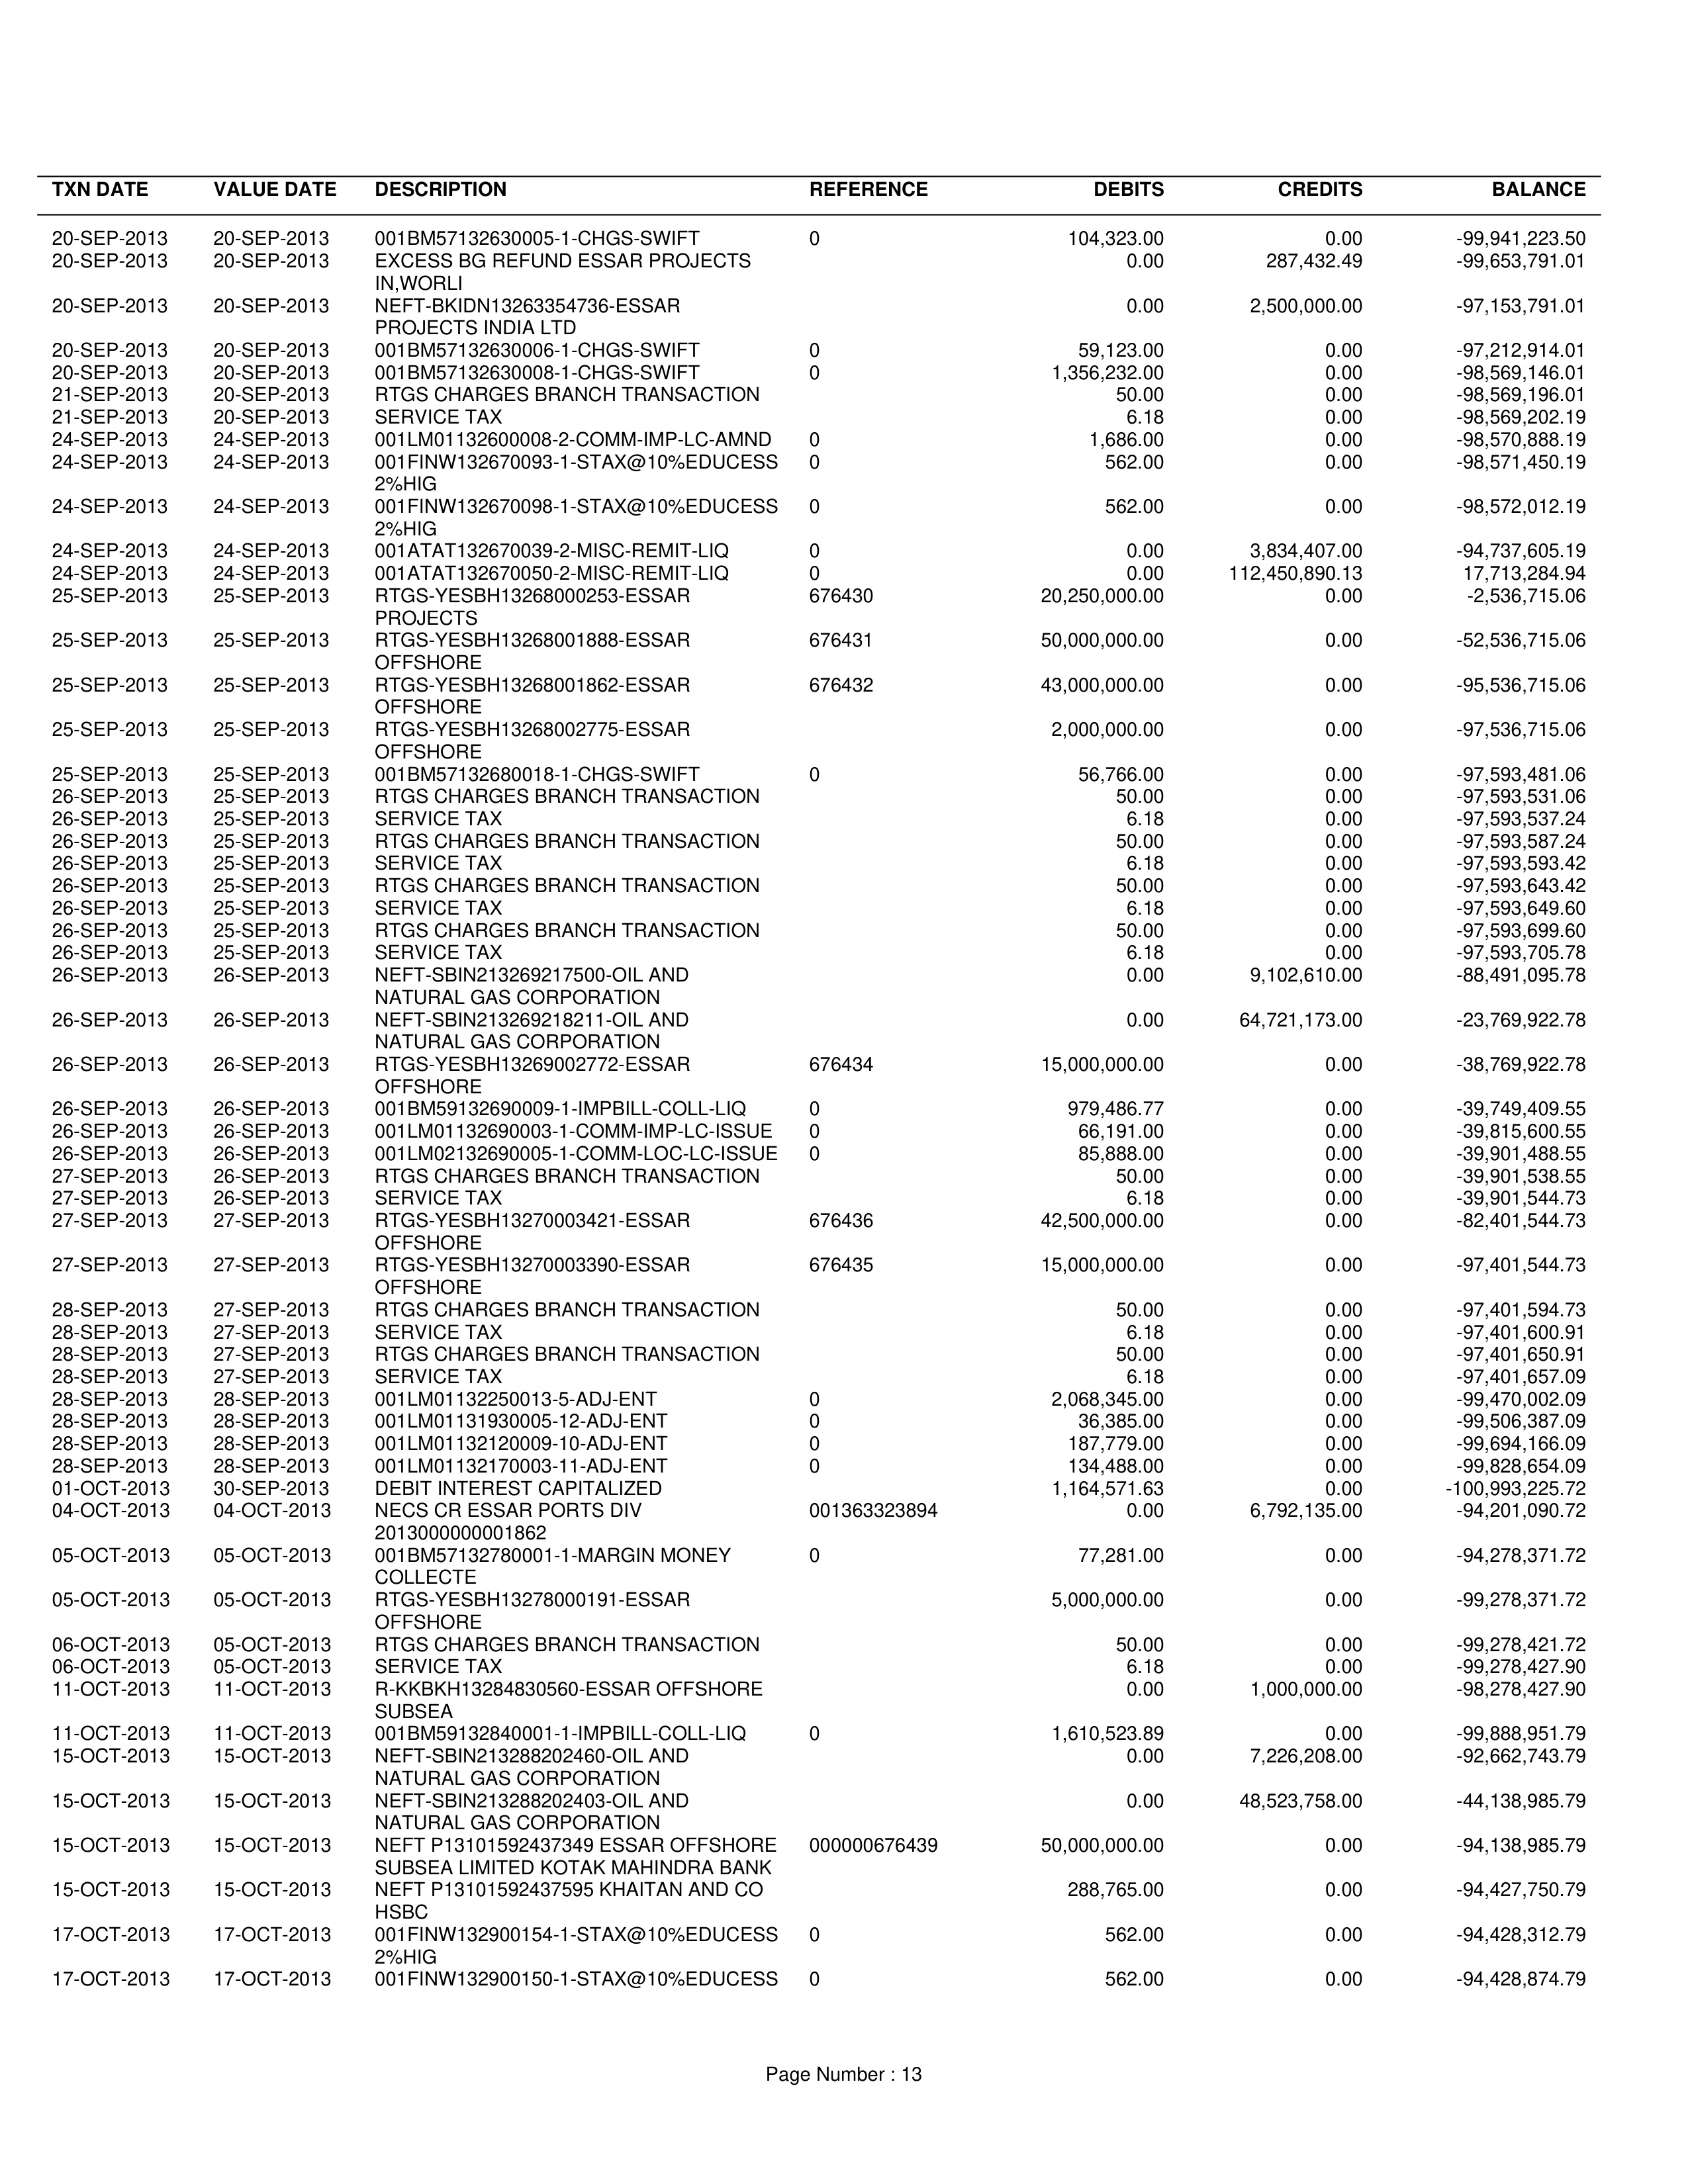 TXN DATE VALUE DATE DESCRIPTION REFERENCE DEBITS CREDITS BALANCE
20-SEP-2013 20-SEP-2013 001BM57132630005-1-CHGS-SWIFT 0 104,323.00 0.00 -99,941,223.50
20-SEP-2013 20-SEP-2013 EXCESS BG REFUND ESSAR PROJECTS 0.00 287,432.49 -99,653,791.01
IN,WORLI
20-SEP-2013 20-SEP-2013 NEFT-BKIDN13263354736-ESSAR 0.00 2,500,000.00 -97,153,791.01
PROJECTS INDIA LTD
20-SEP-2013 20-SEP-2013 001BM57132630006-1-CHGS-SWIFT 0 59,123.00 0.00 -97,212,914.01
20-SEP-2013 20-SEP-2013 001BM57132630008-1-CHGS-SWIFT 0 1,356,232.00 0.00 -98,569,146.01
21-SEP-2013 20-SEP-2013 RTGS CHARGES BRANCH TRANSACTION 50.00 0.00 -98,569,196.01
21-SEP-2013 20-SEP-2013 SERVICE TAX 6.18 0.00 -98,569,202.19
24-SEP-2013 24-SEP-2013 001LM01132600008-2-COMM-IMP-LC-AMND 0 1,686.00 0.00 -98,570,888.19
24-SEP-2013 24-SEP-2013 001FINW132670093-1-STAX@10%EDUCESS 0 562.00 0.00 -98,571,450.19
2%HIG
24-SEP-2013 24-SEP-2013 001FINW132670098-1-STAX@10%EDUCESS 0 562.00 0.00 -98,572,012.19
2%HIG
24-SEP-2013 24-SEP-2013 001ATAT132670039-2-MISC-REMIT-LIQ 0 0.00 3,834,407.00 -94,737,605.19
24-SEP-2013 24-SEP-2013 001ATAT132670050-2-MISC-REMIT-LIQ 0 0.00 112,450,890.13 17,713,284.94
25-SEP-2013 25-SEP-2013 RTGS-YESBH13268000253-ESSAR 676430 20,250,000.00 0.00 -2,536,715.06
PROJECTS
25-SEP-2013 25-SEP-2013 RTGS-YESBH13268001888-ESSAR 676431 50,000,000.00 0.00 -52,536,715.06
OFFSHORE
25-SEP-2013 25-SEP-2013 RTGS-YESBH13268001862-ESSAR 676432 43,000,000.00 0.00 -95,536,715.06
OFFSHORE
25-SEP-2013 25-SEP-2013 RTGS-YESBH13268002775-ESSAR 2,000,000.00 0.00 -97,536,715.06
OFFSHORE
25-SEP-2013 25-SEP-2013 001BM57132680018-1-CHGS-SWIFT 0 56,766.00 0.00 -97,593,481.06
26-SEP-2013 25-SEP-2013 RTGS CHARGES BRANCH TRANSACTION 50.00 0.00 -97,593,531.06
26-SEP-2013 25-SEP-2013 SERVICE TAX 6.18 0.00 -97,593,537.24
26-SEP-2013 25-SEP-2013 RTGS CHARGES BRANCH TRANSACTION 50.00 0.00 -97,593,587.24
26-SEP-2013 25-SEP-2013 SERVICE TAX 6.18 0.00 -97,593,593.42
26-SEP-2013 25-SEP-2013 RTGS CHARGES BRANCH TRANSACTION 50.00 0.00 -97,593,643.42
26-SEP-2013 25-SEP-2013 SERVICE TAX 6.18 0.00 -97,593,649.60
26-SEP-2013 25-SEP-2013 RTGS CHARGES BRANCH TRANSACTION 50.00 0.00 -97,593,699.60
26-SEP-2013 25-SEP-2013 SERVICE TAX 6.18 0.00 -97,593,705.78
26-SEP-2013 26-SEP-2013 NEFT-SBIN213269217500-OIL AND 0.00 9,102,610.00 -88,491,095.78
NATURAL GAS CORPORATION
26-SEP-2013 26-SEP-2013 NEFT-SBIN213269218211-OIL AND 0.00 64,721,173.00 -23,769,922.78
NATURAL GAS CORPORATION
26-SEP-2013 26-SEP-2013 RTGS-YESBH13269002772-ESSAR 676434 15,000,000.00 0.00 -38,769,922.78
OFFSHORE
26-SEP-2013 26-SEP-2013 001BM59132690009-1-IMPBILL-COLL-LIQ 0 979,486.77 0.00 -39,749,409.55
26-SEP-2013 26-SEP-2013 001LM01132690003-1-COMM-IMP-LC-ISSUE 0 66,191.00 0.00 -39,815,600.55
26-SEP-2013 26-SEP-2013 001LM02132690005-1-COMM-LOC-LC-ISSUE 0 85,888.00 0.00 -39,901,488.55
27-SEP-2013 26-SEP-2013 RTGS CHARGES BRANCH TRANSACTION 50.00 0.00 -39,901,538.55
27-SEP-2013 26-SEP-2013 SERVICE TAX 6.18 0.00 -39,901,544.73
27-SEP-2013 27-SEP-2013 RTGS-YESBH13270003421-ESSAR 676436 42,500,000.00 0.00 -82,401,544.73
OFFSHORE
27-SEP-2013 27-SEP-2013 RTGS-YESBH13270003390-ESSAR 676435 15,000,000.00 0.00 -97,401,544.73
OFFSHORE
28-SEP-2013 27-SEP-2013 RTGS CHARGES BRANCH TRANSACTION 50.00 0.00 -97,401,594.73
28-SEP-2013 27-SEP-2013 SERVICE TAX 6.18 0.00 -97,401,600.91
28-SEP-2013 27-SEP-2013 RTGS CHARGES BRANCH TRANSACTION 50.00 0.00 -97,401,650.91
28-SEP-2013 27-SEP-2013 SERVICE TAX 6.18 0.00 -97,401,657.09
28-SEP-2013 28-SEP-2013 001LM01132250013-5-ADJ-ENT 0 2,068,345.00 0.00 -99,470,002.09
28-SEP-2013 28-SEP-2013 001LM01131930005-12-ADJ-ENT 0 36,385.00 0.00 -99,506,387.09
28-SEP-2013 28-SEP-2013 001LM01132120009-10-ADJ-ENT 0 187,779.00 0.00 -99,694,166.09
28-SEP-2013 28-SEP-2013 001LM01132170003-11-ADJ-ENT 0 134,488.00 0.00 -99,828,654.09
01-OCT-2013 30-SEP-2013 DEBIT INTEREST CAPITALIZED 1,164,571.63 0.00 -100,993,225.72
04-OCT-2013 04-OCT-2013 NECS CR ESSAR PORTS DIV 001363323894 0.00 6,792,135.00 -94,201,090.72
2013000000001862
05-OCT-2013 05-OCT-2013 001BM57132780001-1-MARGIN MONEY 0 77,281.00 0.00 -94,278,371.72
COLLECTE
05-OCT-2013 05-OCT-2013 RTGS-YESBH13278000191-ESSAR 5,000,000.00 0.00 -99,278,371.72
OFFSHORE
06-OCT-2013 05-OCT-2013 RTGS CHARGES BRANCH TRANSACTION 50.00 0.00 -99,278,421.72
06-OCT-2013 05-OCT-2013 SERVICE TAX 6.18 0.00 -99,278,427.90
11-OCT-2013 11-OCT-2013 R-KKBKH13284830560-ESSAR OFFSHORE 0.00 1,000,000.00 -98,278,427.90
SUBSEA
11-OCT-2013 11-OCT-2013 001BM59132840001-1-IMPBILL-COLL-LIQ 0 1,610,523.89 0.00 -99,888,951.79
15-OCT-2013 15-OCT-2013 NEFT-SBIN213288202460-OIL AND 0.00 7,226,208.00 -92,662,743.79
NATURAL GAS CORPORATION
15-OCT-2013 15-OCT-2013 NEFT-SBIN213288202403-OIL AND 0.00 48,523,758.00 -44,138,985.79
NATURAL GAS CORPORATION
15-OCT-2013 15-OCT-2013 NEFT P13101592437349 ESSAR OFFSHORE 000000676439 50,000,000.00 0.00 -94,138,985.79
SUBSEA LIMITED KOTAK MAHINDRA BANK
15-OCT-2013 15-OCT-2013 NEFT P13101592437595 KHAITAN AND CO 288,765.00 0.00 -94,427,750.79
HSBC
17-OCT-2013 17-OCT-2013 001FINW132900154-1-STAX@10%EDUCESS 0 562.00 0.00 -94,428,312.79
2%HIG
17-OCT-2013 17-OCT-2013 001FINW132900150-1-STAX@10%EDUCESS 0 562.00 0.00 -94,428,874.79
Page Number : 13